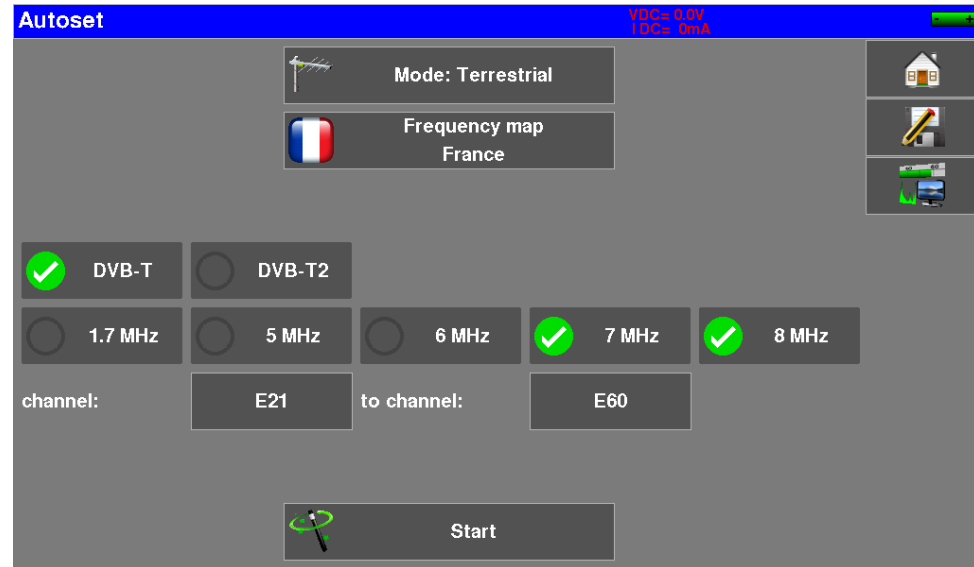 Autoset
VDC= 0.0V
IDC= 0mA
- +
Mode: Terrestrial
Frequency map
France
DVB-T DVB-T2
1.7 MHz 5 MHz 6 MHz 7 MHz 8 MHz
channel: E21 to channel: E60
Start